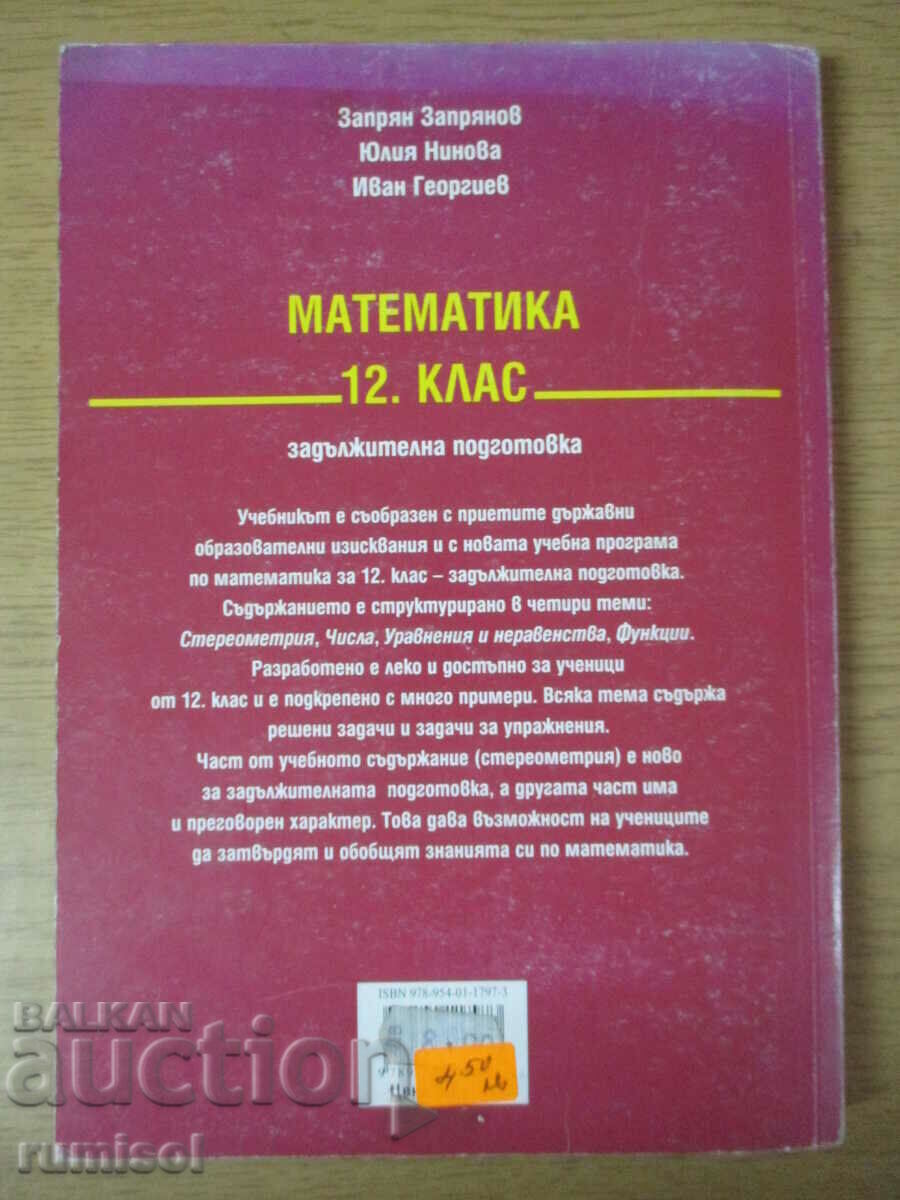 Запрян Запрянов
Юлия Нинова
Иван Георгиев
МАТЕМАТИКА
12. КЛАС
задължителна подготовка
Учебникът е съобразен с приетите държавни
образователни изисквания и с новата учебна програма
по математика за 12. клас – задължителна подготовка.
Съдържанието е структурирано в четири теми:
Стереометрия, Числа, Уравнения и неравенства, Функции.
Разработено е леко и достъпно за ученици
от 12. клас и е подкрепено с много примери. Всяка тема съдържа
решени задачи и задачи за упражнения.
Част от учебното съдържание (стереометрия) е ново
за задължителната подготовка, а другата част има
и преговорен характер. Това дава възможност на учениците
да затвърдят и обобщят знанията си по математика.
ISBN 978-954-01-1797-3
4 50
лв
BALKAN
auction
rumisol